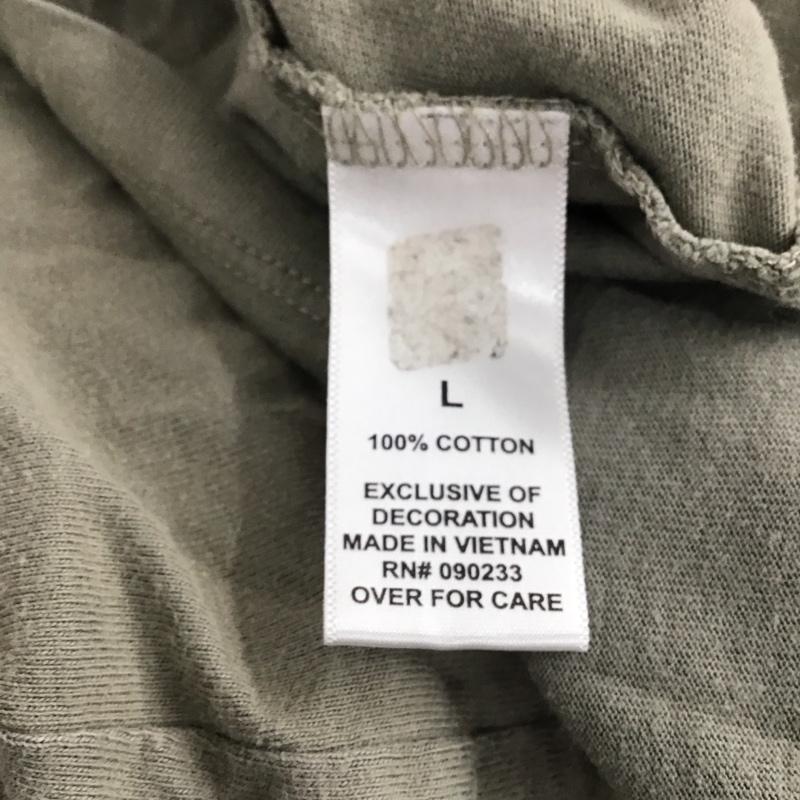 L
100% COTTON
EXCLUSIVE OF
DECORATION
MADE IN VIETNAM
RN# 090233
OVER FOR CARE